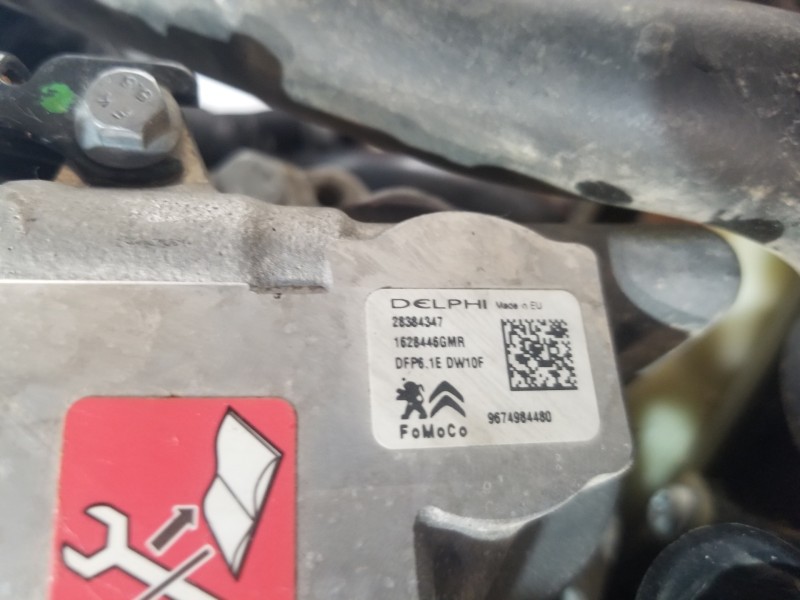 DELPHI Made in EU
28384347
1628446GMR
DFP6.1E DW10F
9674984480
FoMoCo